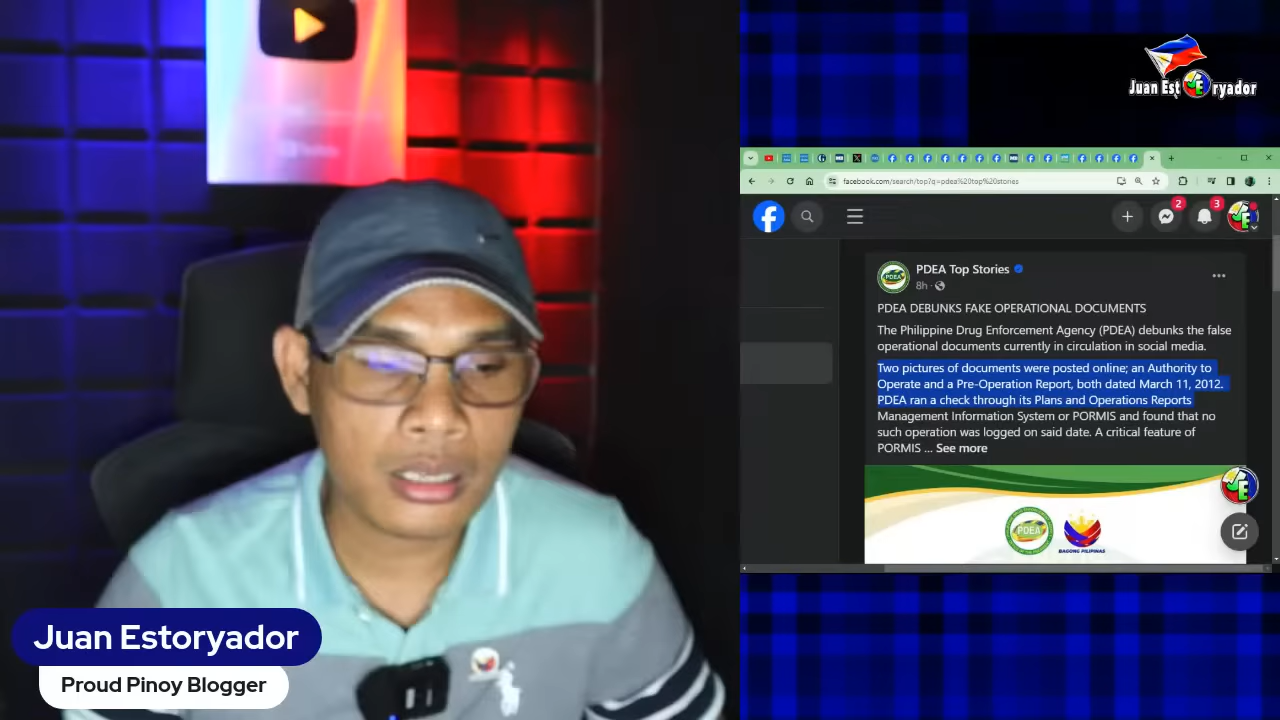 Juan Estoryador
Proud Pinoy Blogger
Juan Est ryador
facebook.com/search/top?q=pdea%20top%20stories
2
3
PDEA Top Stories
8h
PDEA DEBUNKS FAKE OPERATIONAL DOCUMENTS
The Philippine Drug Enforcement Agency (PDEA) debunks the false
operational documents currently in circulation in social media.
Two pictures of documents were posted online; an Authority to
Operate and a Pre-Operation Report, both dated March 11, 2012.
PDEA ran a check through its Plans and Operations Reports
Management Information System or PORMIS and found that no
such operation was logged on said date. A critical feature of
PORMIS ... See more
PDEA
BAGONG PILIPINAS